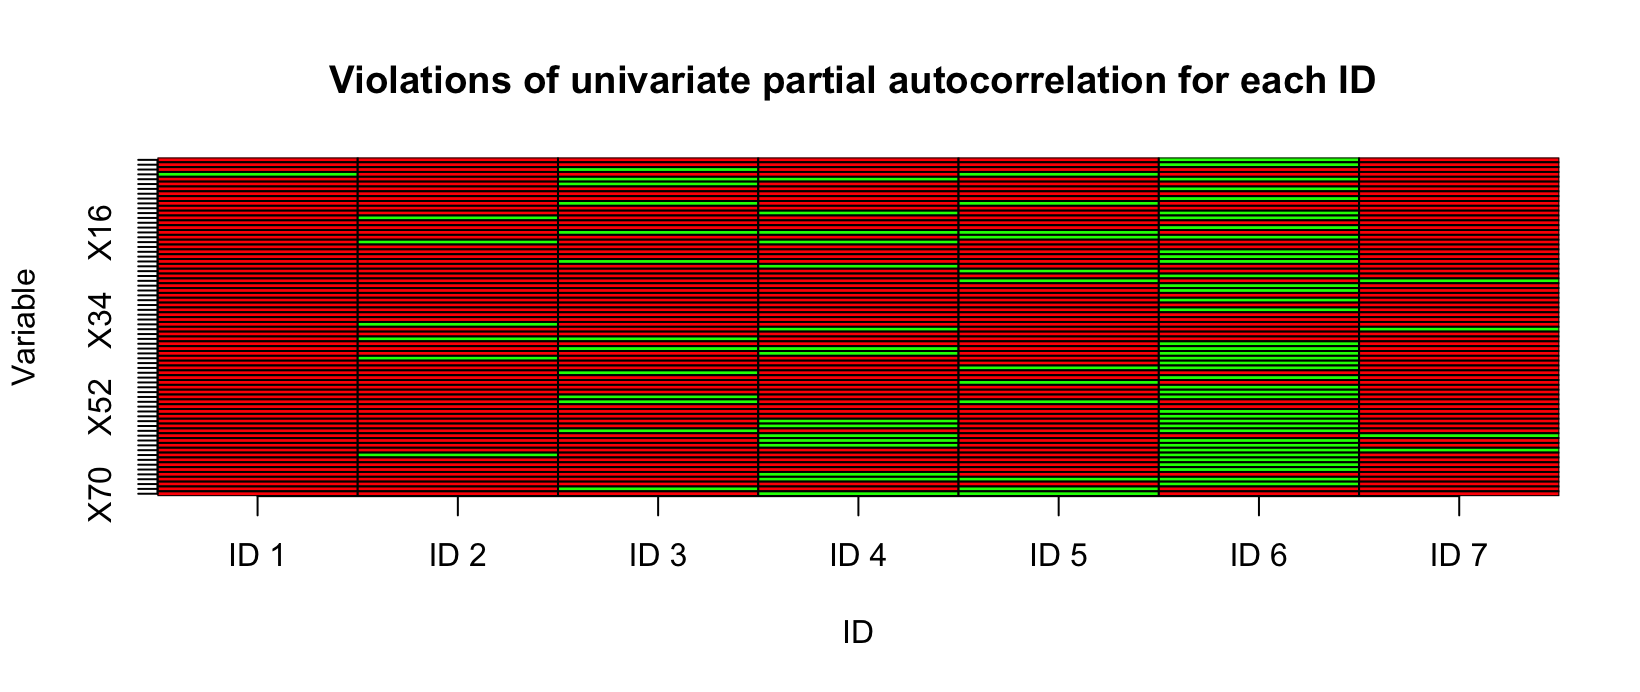 Violations of univariate partial autocorrelation for each ID
Variable
X16
X34
X52
X70
ID 1 ID 2 ID 3 ID 4 ID 5 ID 6 ID 7
ID